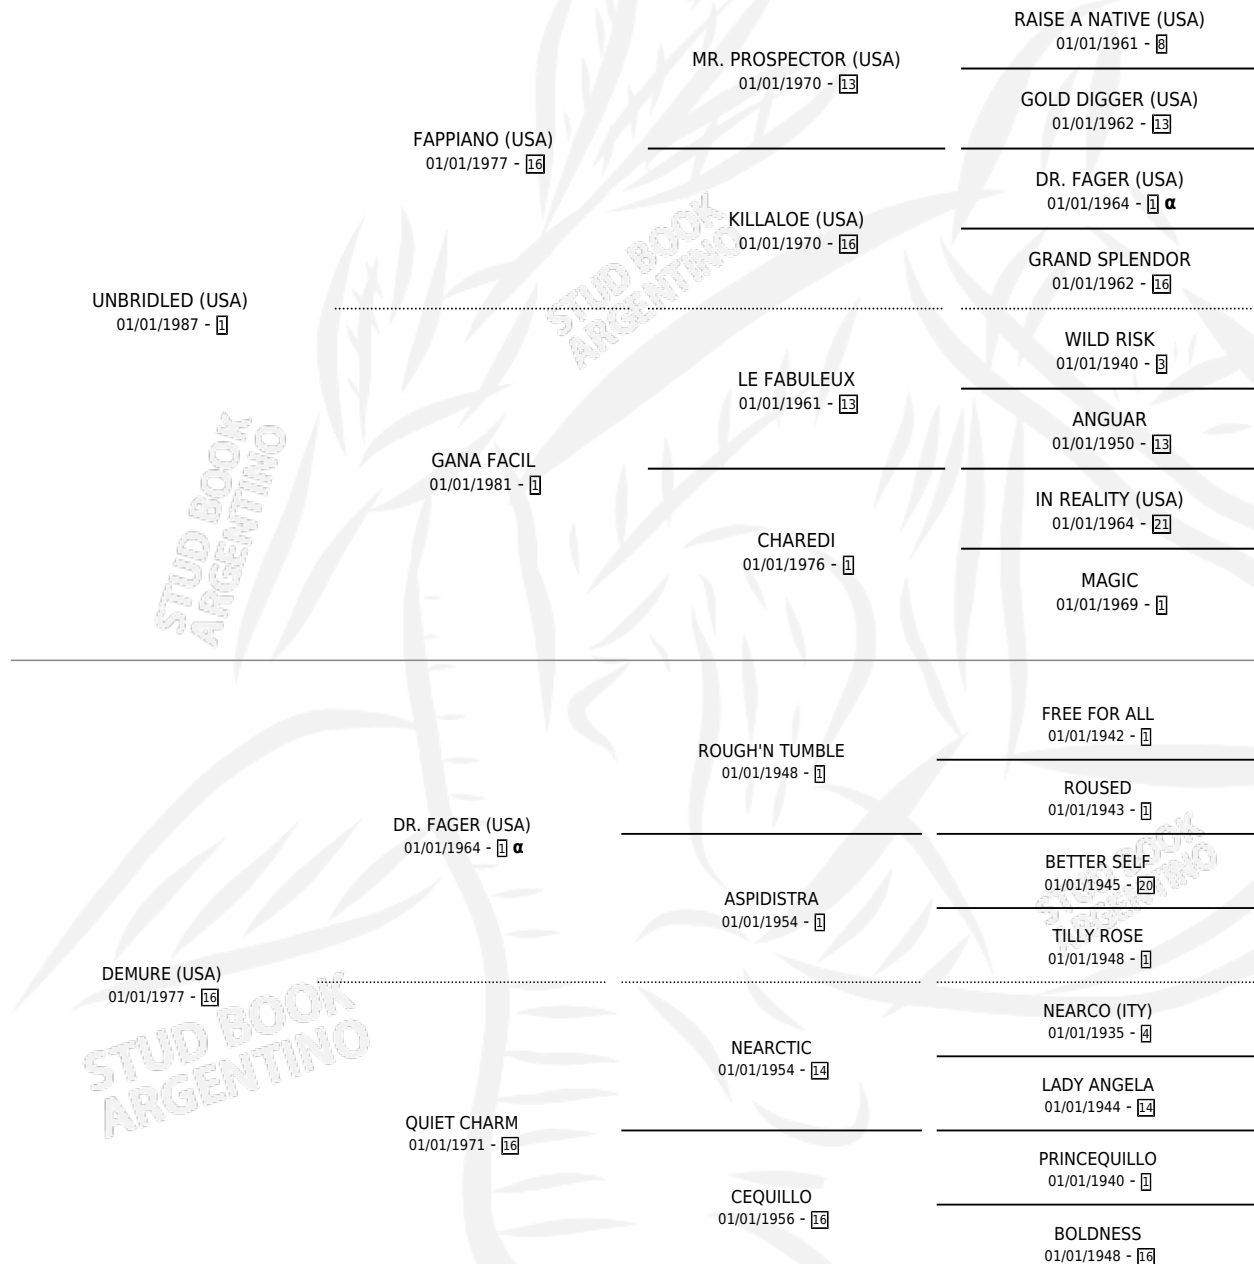 RAISE A NATIVE (USA)
01/01/1961 - 8
MR. PROSPECTOR (USA)
01/01/1970 - 13
GOLD DIGGER (USA)
01/01/1962 - 13
FAPPIANO (USA)
01/01/1977 - 16
DR. FAGER (USA)
01/01/1964 - 1 α
KILLALOE (USA)
01/01/1970 - 16
GRAND SPLENDOR
01/01/1962 - 16
UNBRIDLED (USA)
01/01/1987 - 1
WILD RISK
01/01/1940 - 3
LE FABULEUX
01/01/1961 - 13
ANGUAR
01/01/1950 - 13
GANA FACIL
01/01/1981 - 1
IN REALITY (USA)
01/01/1964 - 21
CHAREDI
01/01/1976 - 1
MAGIC
01/01/1969 - 1
FREE FOR ALL
01/01/1942 - 1
ROUGH'N TUMBLE
01/01/1948 - 1
ROUSED
01/01/1943 - 1
DR. FAGER (USA)
01/01/1964 - 1 α
BETTER SELF
01/01/1945 - 20
ASPIDISTRA
01/01/1954 - 1
TILLY ROSE
01/01/1948 - 1
DEMURE (USA)
01/01/1977 - 16
NEARCO (ITY)
01/01/1935 - 4
NEARCTIC
01/01/1954 - 14
LADY ANGELA
01/01/1944 - 14
QUIET CHARM
01/01/1971 - 16
PRINCEQUILLO
01/01/1940 - 1
CEQUILLO
01/01/1956 - 16
BOLDNESS
01/01/1948 - 16
STUD BOOK
ARGENTINO
STUD BOOK
ARGENTINO
STUD BOOK
ARGENTINO
STUD BOOK
ARGENTINO